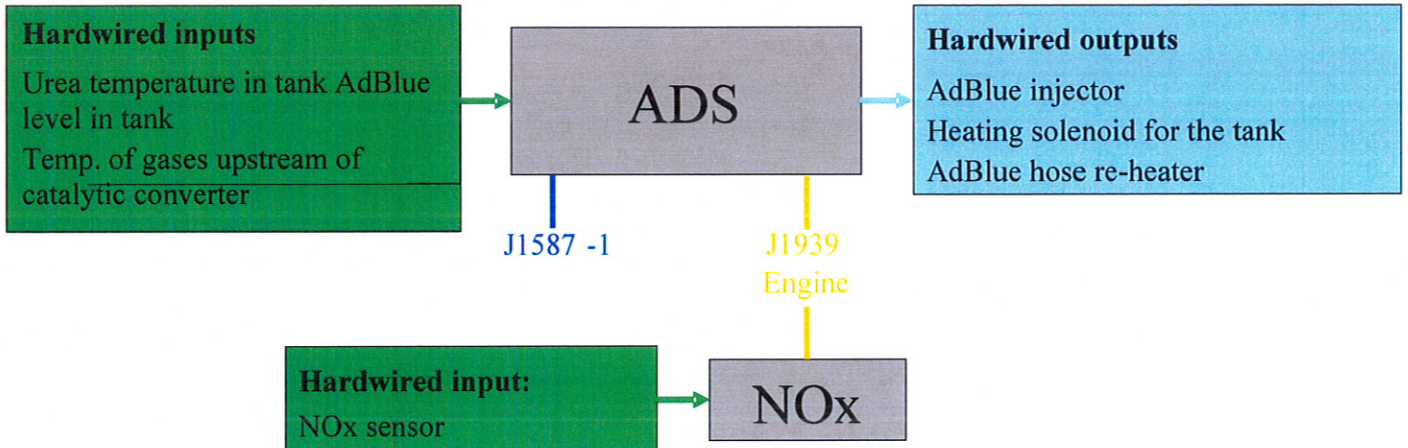 Hardwired inputs
Urea temperature in tank AdBlue
level in tank
Temp. of gases upstream of
catalytic converter
ADS
Hardwired outputs
AdBlue injector
Heating solenoid for the tank
AdBlue hose re-heater
J1587 -1
J1939
Engine
Hardwired input:
NOx sensor
NOx